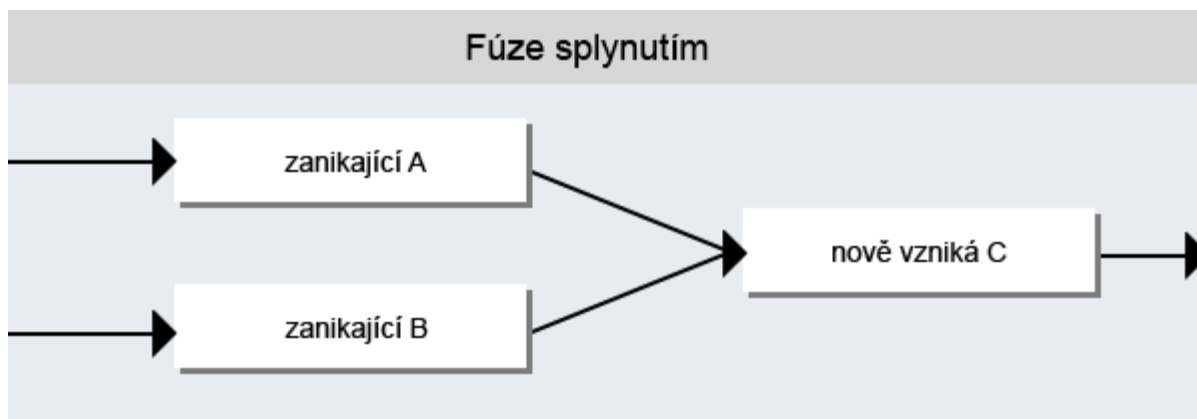 Fúze splynutím
zanikající A
nově vzniká C
zanikající B